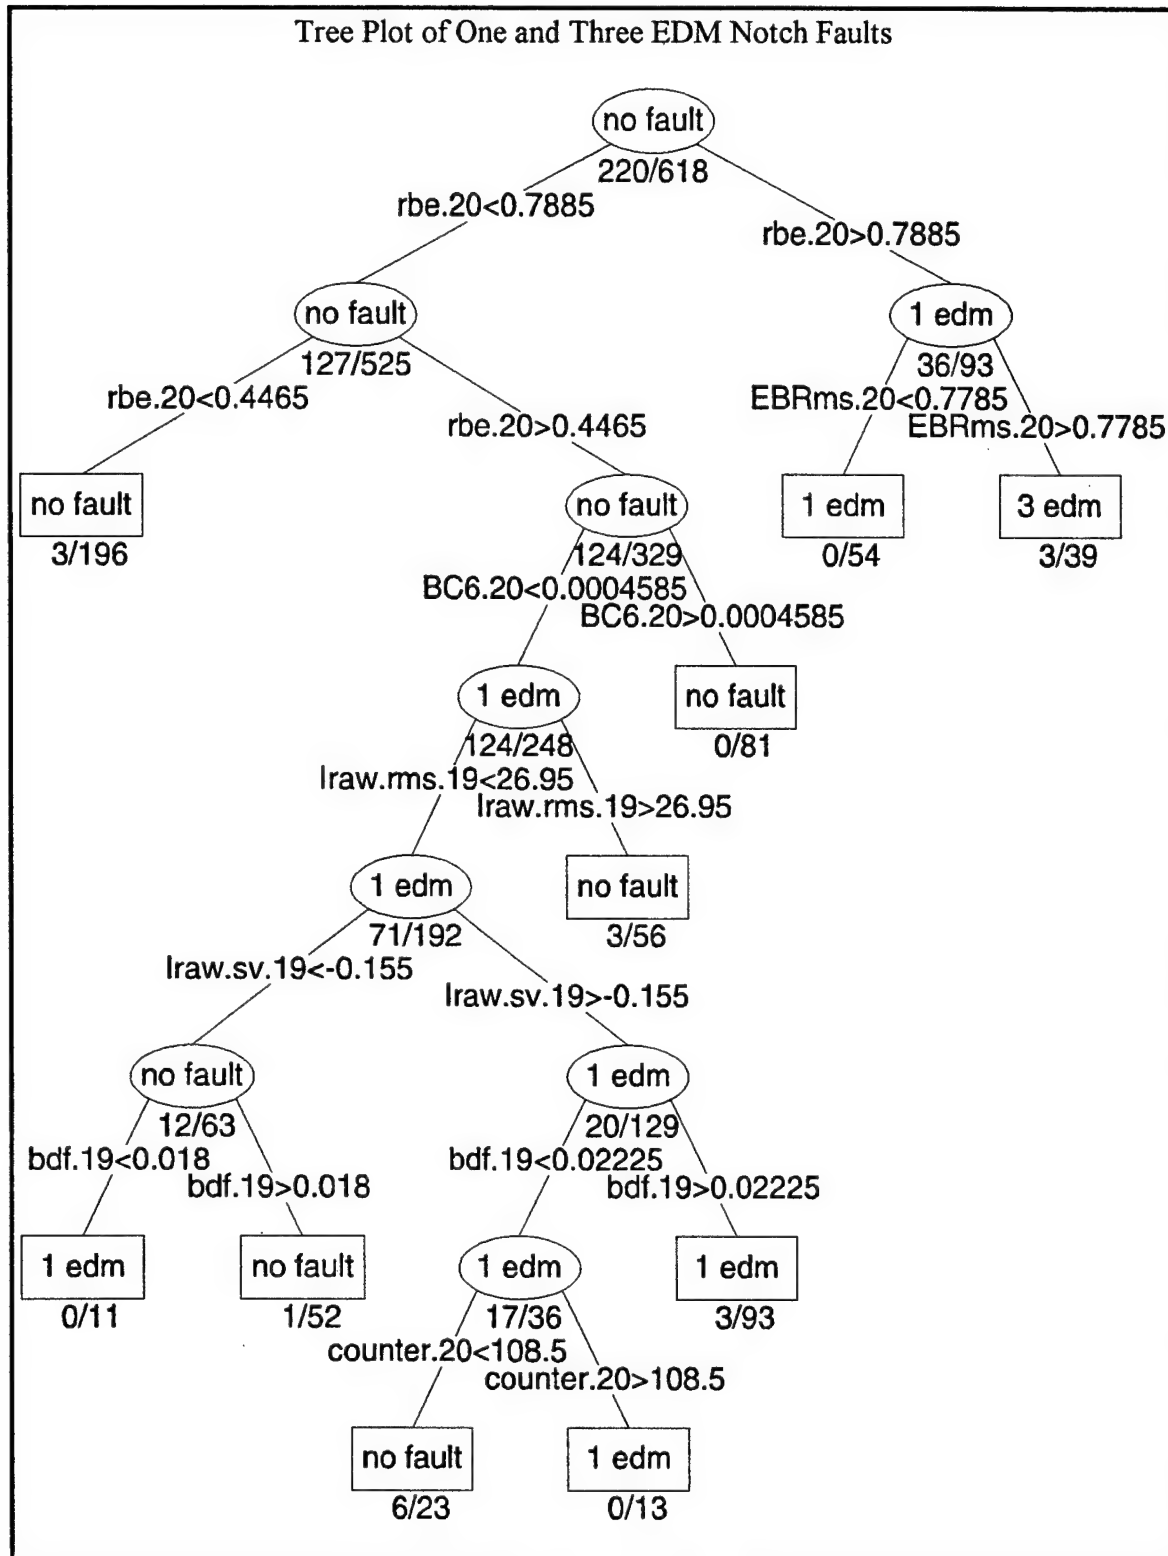 Tree Plot of One and Three EDM Notch Faults
no fault
220/618
rbe.20<0.7885
rbe.20>0.7885
no fault
127/525
1 edm
36/93
rbe.20<0.4465
rbe.20>0.4465
EBRms.20<0.7785
EBRms.20>0.7785
no fault
3/196
no fault
124/329
1 edm
0/54
3 edm
3/39
BC6.20<0.0004585
BC6.20>0.0004585
1 edm
124/248
no fault
0/81
lraw.rms.19<26.95
lraw.rms.19>26.95
1 edm
71/192
no fault
3/56
lraw.sv.19<-0.155
lraw.sv.19>-0.155
no fault
12/63
1 edm
20/129
bdf.19<0.018
bdf.19>0.018
bdf.19<0.02225
bdf.19>0.02225
1 edm
0/11
no fault
1/52
1 edm
17/36
1 edm
3/93
counter.20<108.5
counter.20>108.5
no fault
6/23
1 edm
0/13